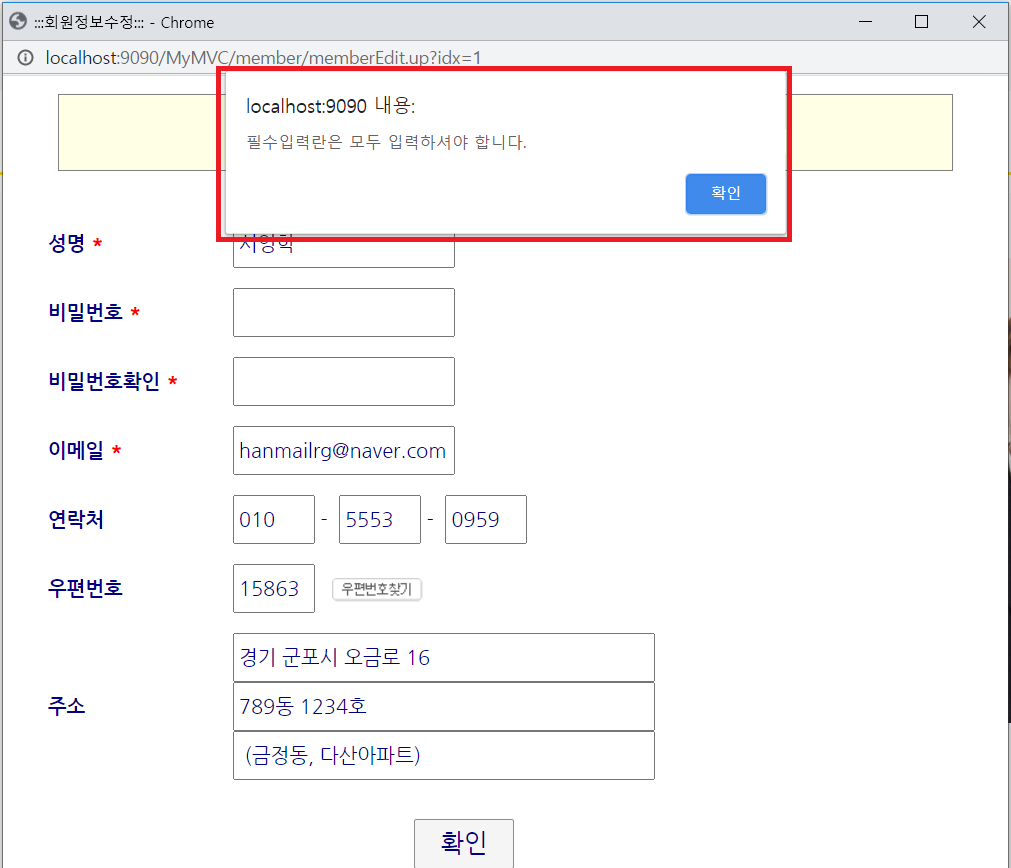 :::회원정보수정::: - Chrome
localhost:9090/MyMVC/member/memberEdit.up?idx=1
localhost:9090 내용:
필수입력란은 모두 입력하셔야 합니다.
확인
성명 *
비밀번호 *
비밀번호확인 *
이메일 * hanmailrg@naver.com
연락처 010 - 5553 - 0959
우편번호 15863 우편번호찾기
경기 군포시 오금로 16
주소 789동 1234호
(금정동, 다산아파트)
확인